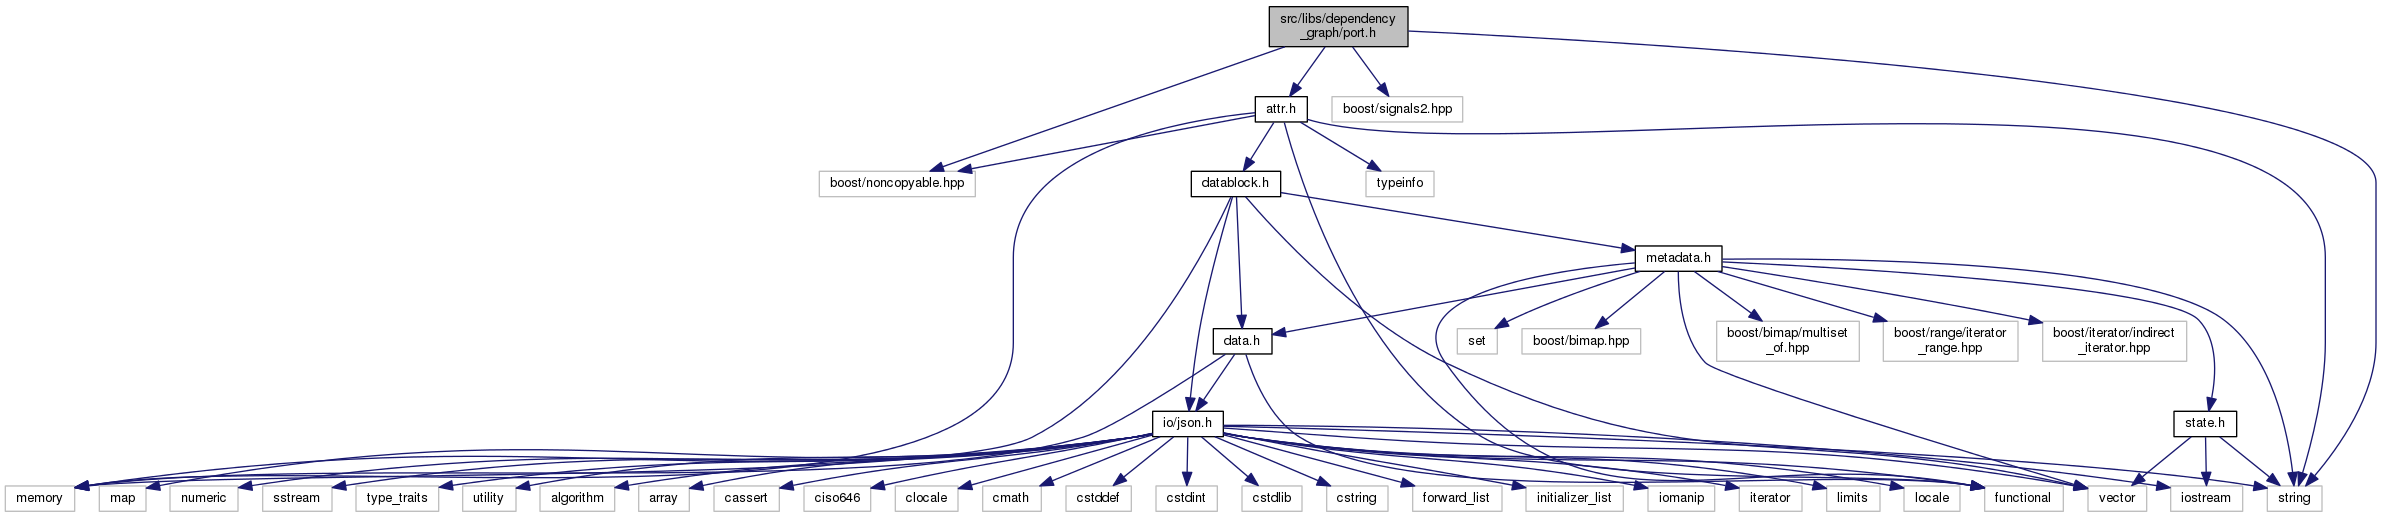 src/libs/dependency
_graph/port.h
attr.h
boost/signals2.hpp
boost/noncopyable.hpp
datablock.h
typeinfo
metadata.h
data.h
set
boost/bimap.hpp
boost/bimap/multiset
_of.hpp
boost/range/iterator
_range.hpp
boost/iterator/indirect
_iterator.hpp
io/json.h
state.h
memory
map
numeric
sstream
type_traits
utility
algorithm
array
cassert
ciso646
clocale
cmath
cstddef
cstdint
cstdlib
cstring
forward_list
initializer_list
iomanip
iterator
limits
locale
functional
vector
iostream
string